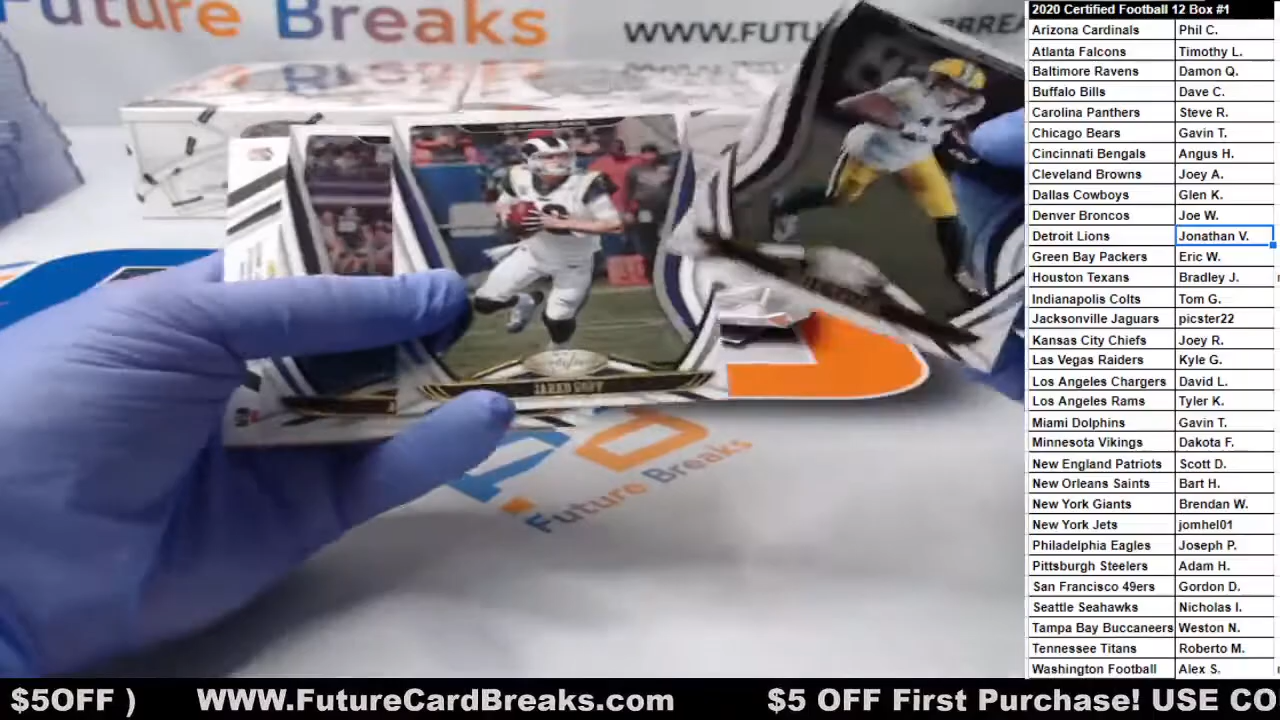 Future Breaks
WWW.FUTU
BREA
JARED GOFF
Future Breaks
2020 Certified Football 12 Box #1
Arizona Cardinals Phil C.
Atlanta Falcons Timothy L.
Baltimore Ravens Damon Q.
Buffalo Bills Dave C.
Carolina Panthers Steve R.
Chicago Bears Gavin T.
Cincinnati Bengals Angus H.
Cleveland Browns Joey A.
Dallas Cowboys Glen K.
Denver Broncos Joe W.
Detroit Lions Jonathan V.
Green Bay Packers Eric W.
Houston Texans Bradley J.
Indianapolis Colts Tom G.
Jacksonville Jaguars picster22
Kansas City Chiefs Joey R.
Las Vegas Raiders Kyle G.
Los Angeles Chargers David L.
Los Angeles Rams Tyler K.
Miami Dolphins Gavin T.
Minnesota Vikings Dakota F.
New England Patriots Scott D.
New Orleans Saints Bart H.
New York Giants Brendan W.
New York Jets jomhel01
Philadelphia Eagles Joseph P.
Pittsburgh Steelers Adam H.
San Francisco 49ers Gordon D.
Seattle Seahawks Nicholas I.
Tampa Bay Buccaneers Weston N.
Tennessee Titans Roberto M.
Washington Football Alex S.
$5OFF ) WWW.FutureCardBreaks.com $5 OFF First Purchase! USE CO